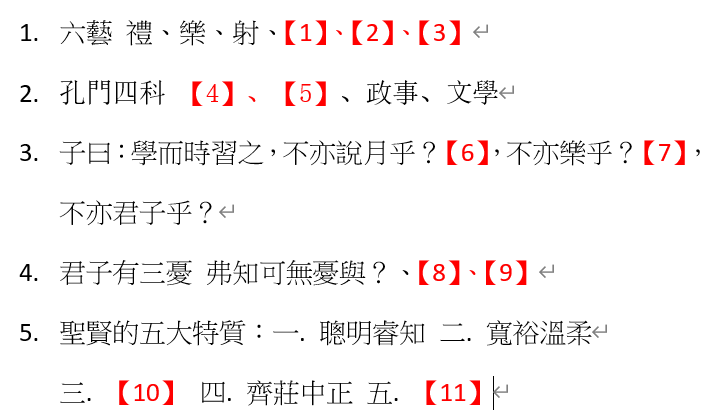 1. 六藝 禮、樂、射、【1】、【2】、【3】
2. 孔門四科 【4】、【5】、政事、文學
3. 子曰：學而時習之，不亦說月乎？【6】，不亦樂乎？【7】，
不亦君子乎？
4. 君子有三憂 弗知可無憂與？、【8】、【9】
5. 聖賢的五大特質：一. 聰明睿知 二. 寬裕溫柔
三. 【10】 四. 齊莊中正 五. 【11】